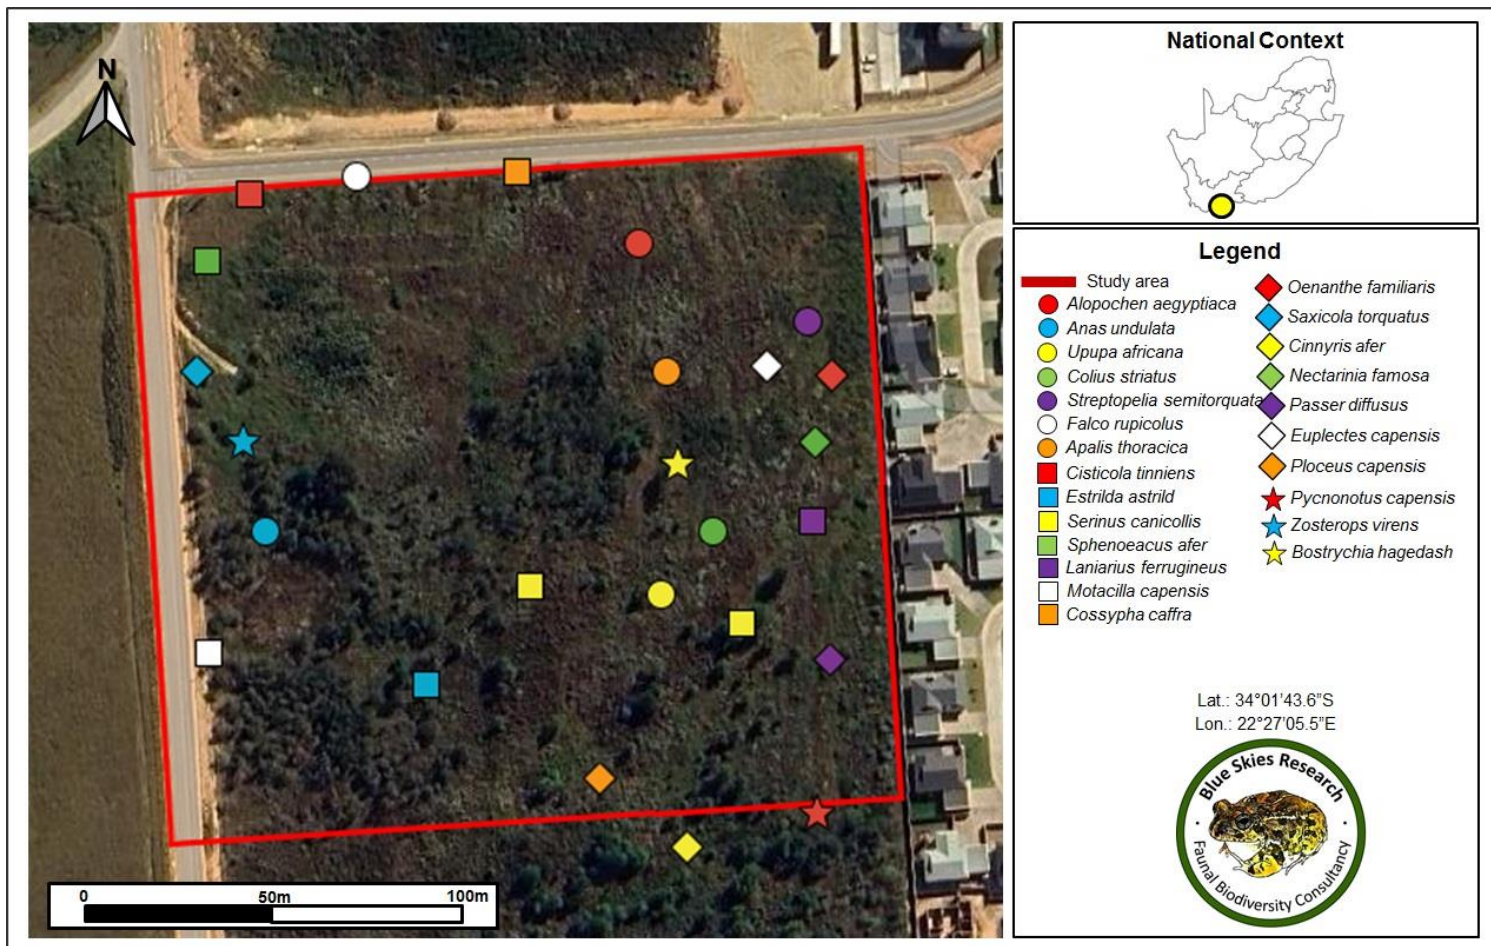 N
0
50m
100m
National Context
Legend
Study area
Alopochen aegyptiaca
Anas undulata
Upupa africana
Colius striatus
Streptopelia semitorquata
Falco rupicolus
Apalis thoracica
Cisticola tinniens
Estrilda astrild
Serinus canicollis
Sphenoeacus afer
Laniarius ferrugineus
Motacilla capensis
Cossypha caffra
Oenanthe familiaris
Saxicola torquatus
Cinnyris afer
Nectarinia famosa
Passer diffusus
Euplectes capensis
Ploceus capensis
Pycnonotus capensis
Zosterops virens
Bostrychia hagedash
Lat.: 34°01’43.6”S
Lon.: 22°27’05.5”E
Blue Skies Research
Faunal Biodiversity Consultancy